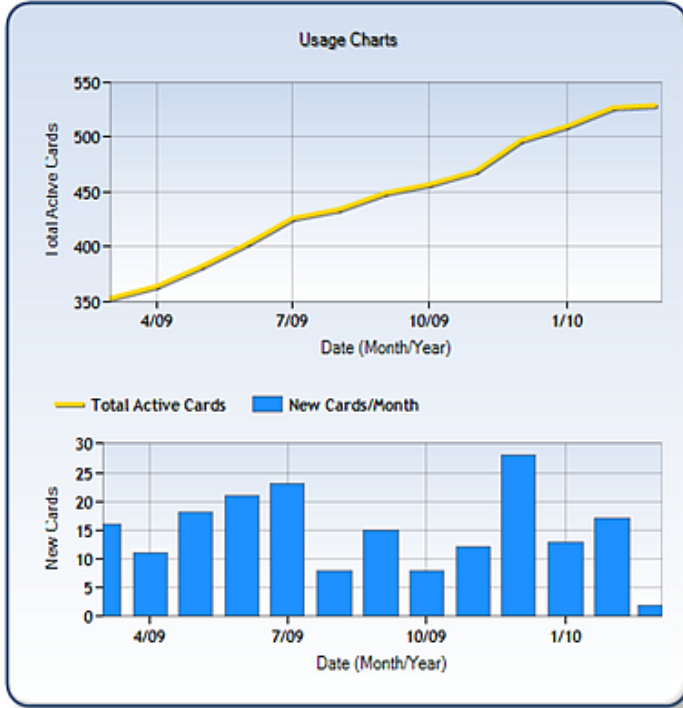 Usage Charts
550
500
450
400
350
Total Active Cards
4/09 7/09 10/09 1/10
Date (Month/Year)
Total Active Cards New Cards/Month
30
25
20
15
10
5
0
New Cards
4/09 7/09 10/09 1/10
Date (Month/Year)